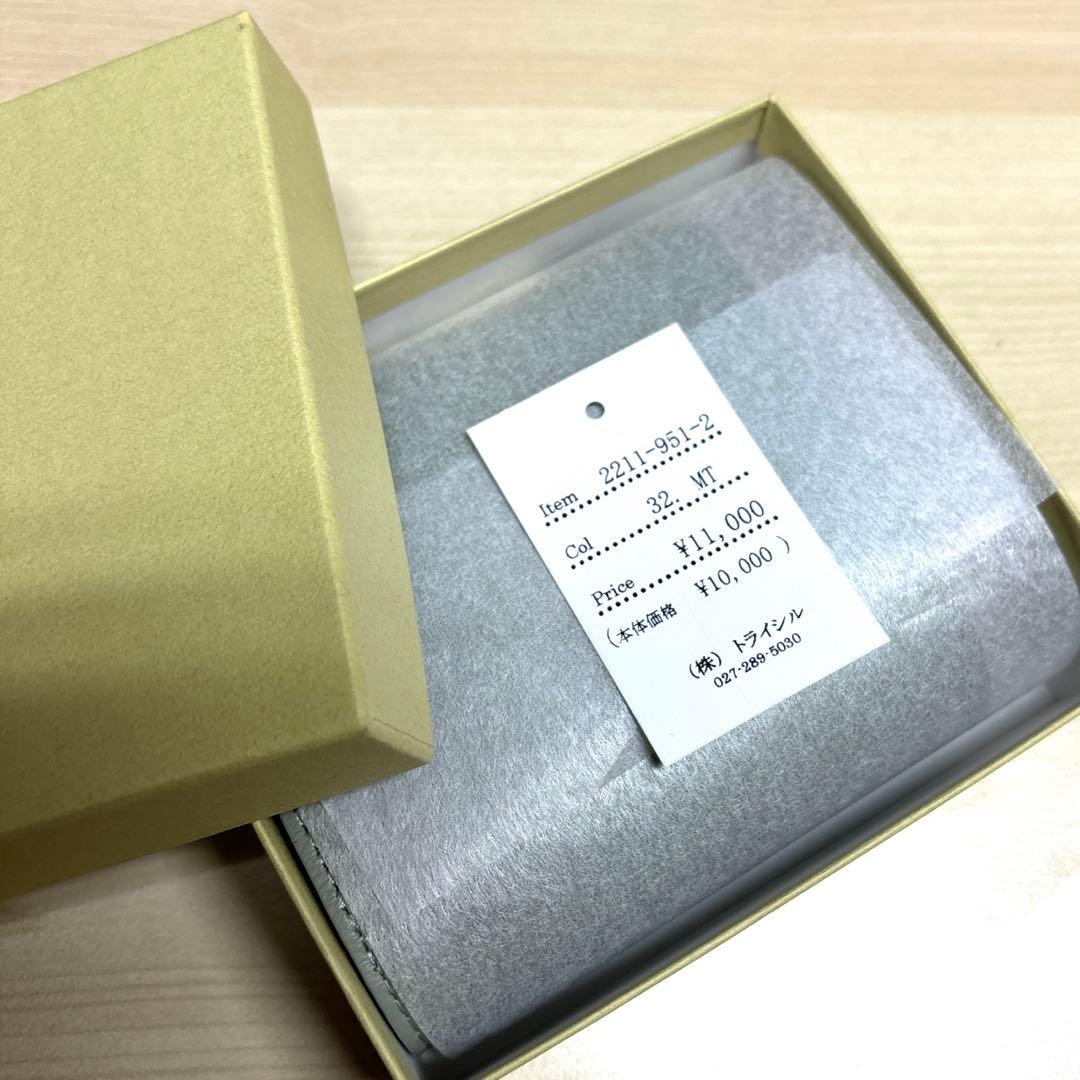 Item 2211-951-2
Col 32. MT
Price ¥11,000
(本体価格 ¥10,000 )
(株) トライシル
027-289-5030